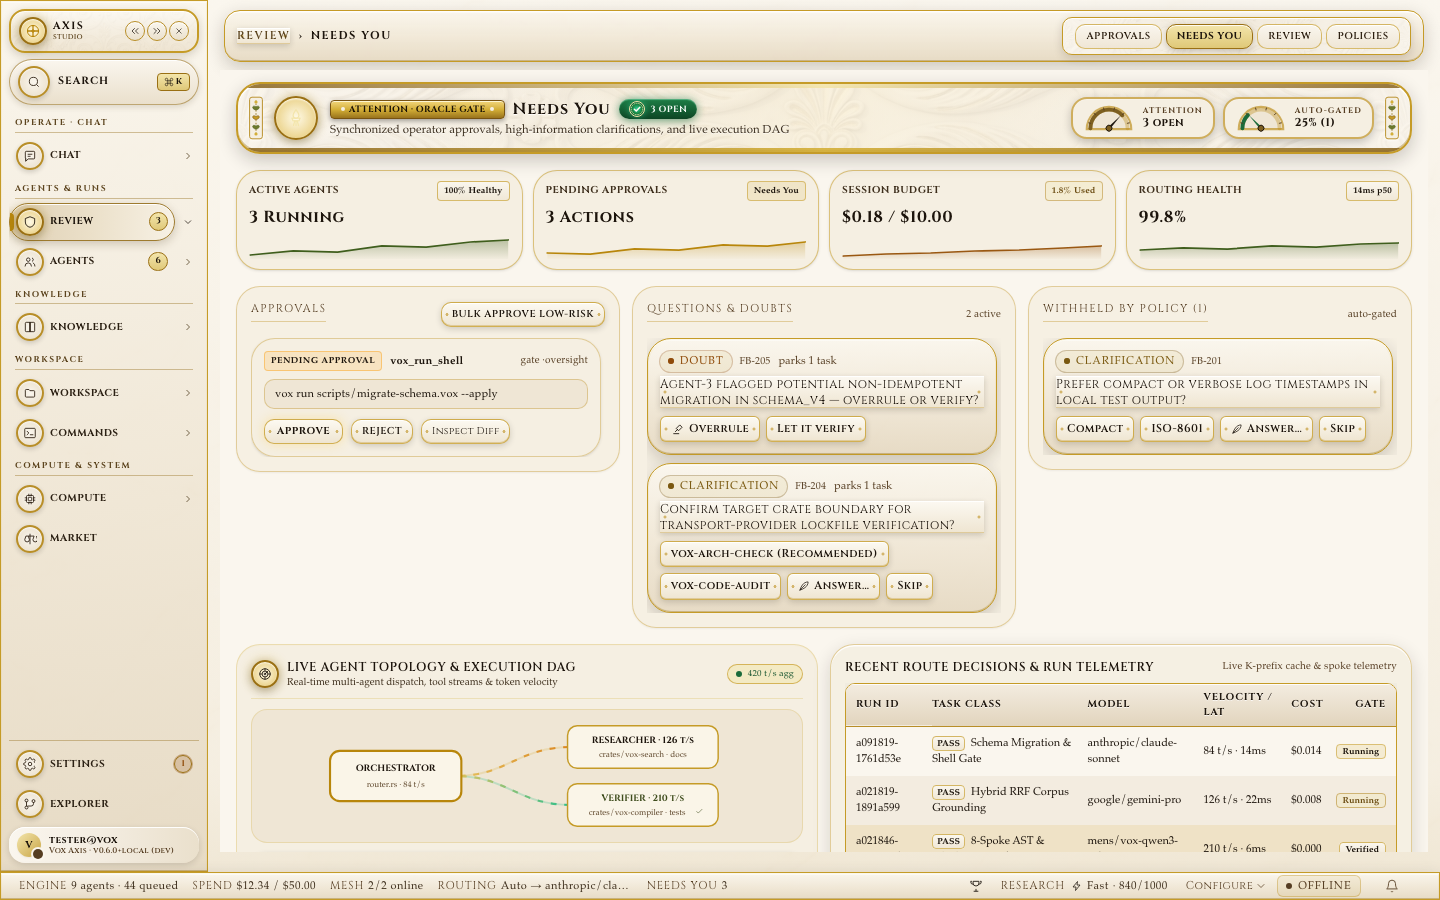 AXIS
STUDIO
SEARCH
⌘K
OPERATE · CHAT
CHAT
AGENTS & RUNS
REVIEW
3
AGENTS
6
KNOWLEDGE
KNOWLEDGE
WORKSPACE
WORKSPACE
COMMANDS
COMPUTE & SYSTEM
COMPUTE
MARKET
SETTINGS
1
EXPLORER
V
TESTER@VOX
VOX AXIS · V0.6.0+LOCAL (DEV)
REVIEW › NEEDS YOU
APPROVALS
NEEDS YOU
REVIEW
POLICIES
ATTENTION · ORACLE GATE
NEEDS YOU
3 OPEN
Synchronized operator approvals, high-information clarifications, and live execution DAG
ATTENTION
3 OPEN
AUTO-GATED
25% (1)
ACTIVE AGENTS
100% Healthy
3 RUNNING
PENDING APPROVALS
Needs You
3 ACTIONS
SESSION BUDGET
1.8% Used
$0.18 / $10.00
ROUTING HEALTH
14ms p50
99.8%
APPROVALS
BULK APPROVE LOW-RISK
PENDING APPROVAL
vox_run_shell
gate ·oversight
vox run scripts/migrate-schema.vox --apply
APPROVE
REJECT
INSPECT DIFF
QUESTIONS & DOUBTS
2 active
DOUBT
FB-205
parks 1 task
AGENT-3 FLAGGED POTENTIAL NON-IDEMPOTENT
MIGRATION IN SCHEMA_V4 — OVERRULE OR VERIFY?
OVERRULE
LET IT VERIFY
CLARIFICATION
FB-204
parks 1 task
CONFIRM TARGET CRATE BOUNDARY FOR
TRANSPORT-PROVIDER LOCKFILE VERIFICATION?
VOX-ARCH-CHECK (RECOMMENDED)
VOX-CODE-AUDIT
ANSWER...
SKIP
WITHHELD BY POLICY (1)
auto-gated
CLARIFICATION
FB-201
PREFER COMPACT OR VERBOSE LOG TIMESTAMPS IN
LOCAL TEST OUTPUT?
COMPACT
ISO-8601
ANSWER...
SKIP
LIVE AGENT TOPOLOGY & EXECUTION DAG
Real-time multi-agent dispatch, tool streams & token velocity
420 t/s agg
ORCHESTRATOR
router.rs · 84 t/s
RESEARCHER · 126 T/S
crates/vox-search · docs
VERIFIER · 210 T/S
crates/vox-compiler · tests
RECENT ROUTE DECISIONS & RUN TELEMETRY
Live K-prefix cache & spoke telemetry
RUN ID
TASK CLASS
MODEL
VELOCITY /
LAT
COST
GATE
a091819-
1761d53e
PASS Schema Migration &
Shell Gate
anthropic/claude-
sonnet
84 t/s · 14ms
$0.014
Running
a021819-
1891a599
PASS Hybrid RRF Corpus
Grounding
google/gemini-pro
126 t/s · 22ms
$0.008
Running
a021846-
PASS 8-Spoke AST &
mens/vox-qwen3-
210 t/s · 6ms
$0.000
Verified
ENGINE 9 agents · 44 queued
SPEND $12.34 / $50.00
MESH 2/2 online
ROUTING Auto → anthropic/cla...
NEEDS YOU 3
RESEARCH
Fast · 840/1000
CONFIGURE
OFFLINE